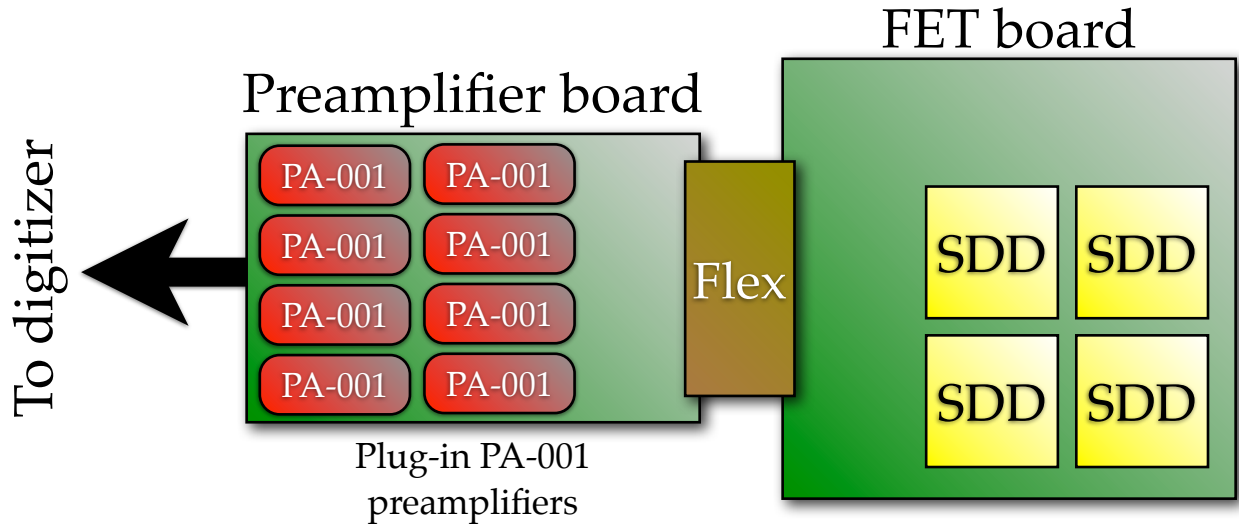 FET board
Preamplifier board
To digitizer
PA-001 PA-001
PA-001 PA-001
PA-001 PA-001
PA-001 PA-001
Flex
SDD SDD
SDD SDD
Plug-in PA-001
preamplifiers